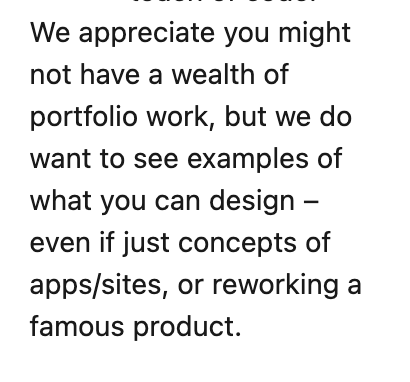 We appreciate you might
not have a wealth of
portfolio work, but we do
want to see examples of
what you can design –
even if just concepts of
apps/sites, or reworking a
famous product.